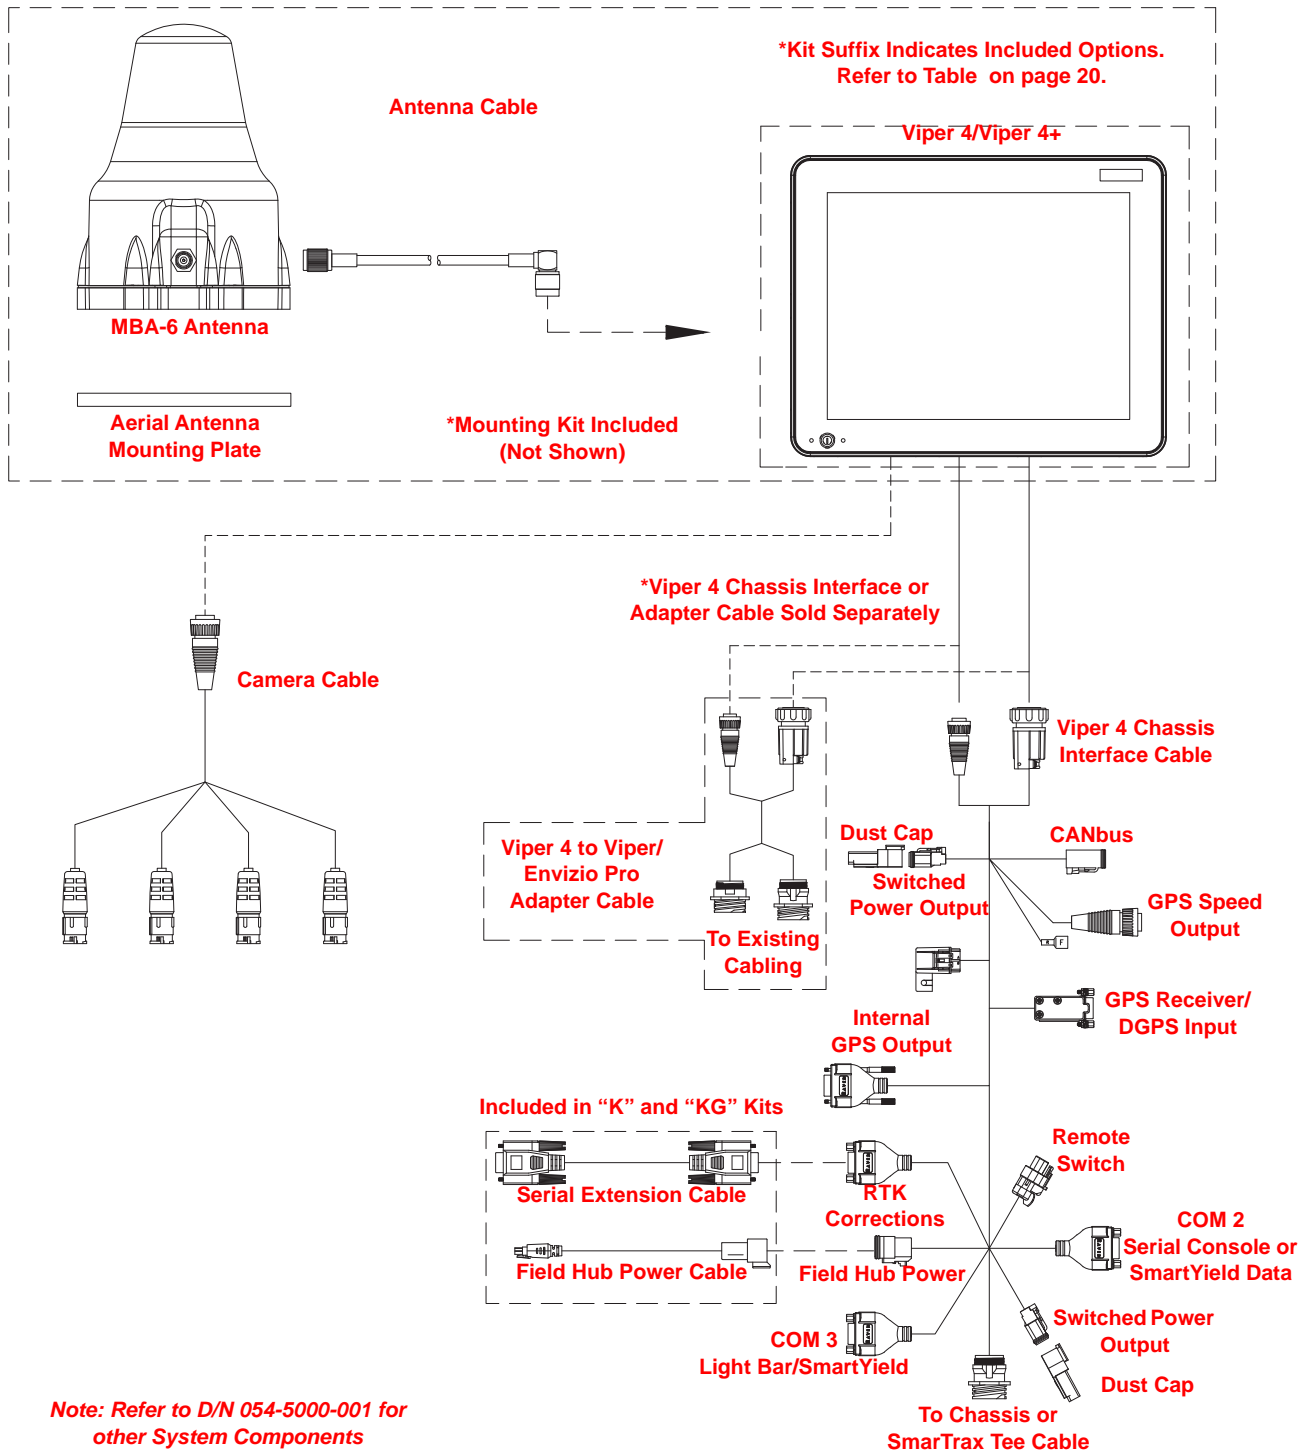 *Kit Suffix Indicates Included Options.
Refer to Table  on page 20.
Antenna Cable
Viper 4/Viper 4+
MBA-6 Antenna
Aerial Antenna
Mounting Plate
*Mounting Kit Included
(Not Shown)
*Viper 4 Chassis Interface or
Adapter Cable Sold Separately
Camera Cable
Viper 4 Chassis
Interface Cable
Viper 4 to Viper/
Envizio Pro
Adapter Cable
To Existing
Cabling
Dust Cap
Switched
Power Output
CANbus
GPS Speed
Output
F
GPS Receiver/
DGPS Input
Internal
GPS Output
RAVEN
Included in “K” and “KG” Kits
Serial Extension Cable
RAVEN
RTK
Corrections
Remote
Switch
COM 2
Serial Console or
SmartYield Data
RAVEN
Field Hub Power Cable
Field Hub Power
COM 3
Light Bar/SmartYield
RAVEN
Switched Power
Output
Dust Cap
To Chassis or
SmarTrax Tee Cable
Note: Refer to D/N 054-5000-001 for
other System Components